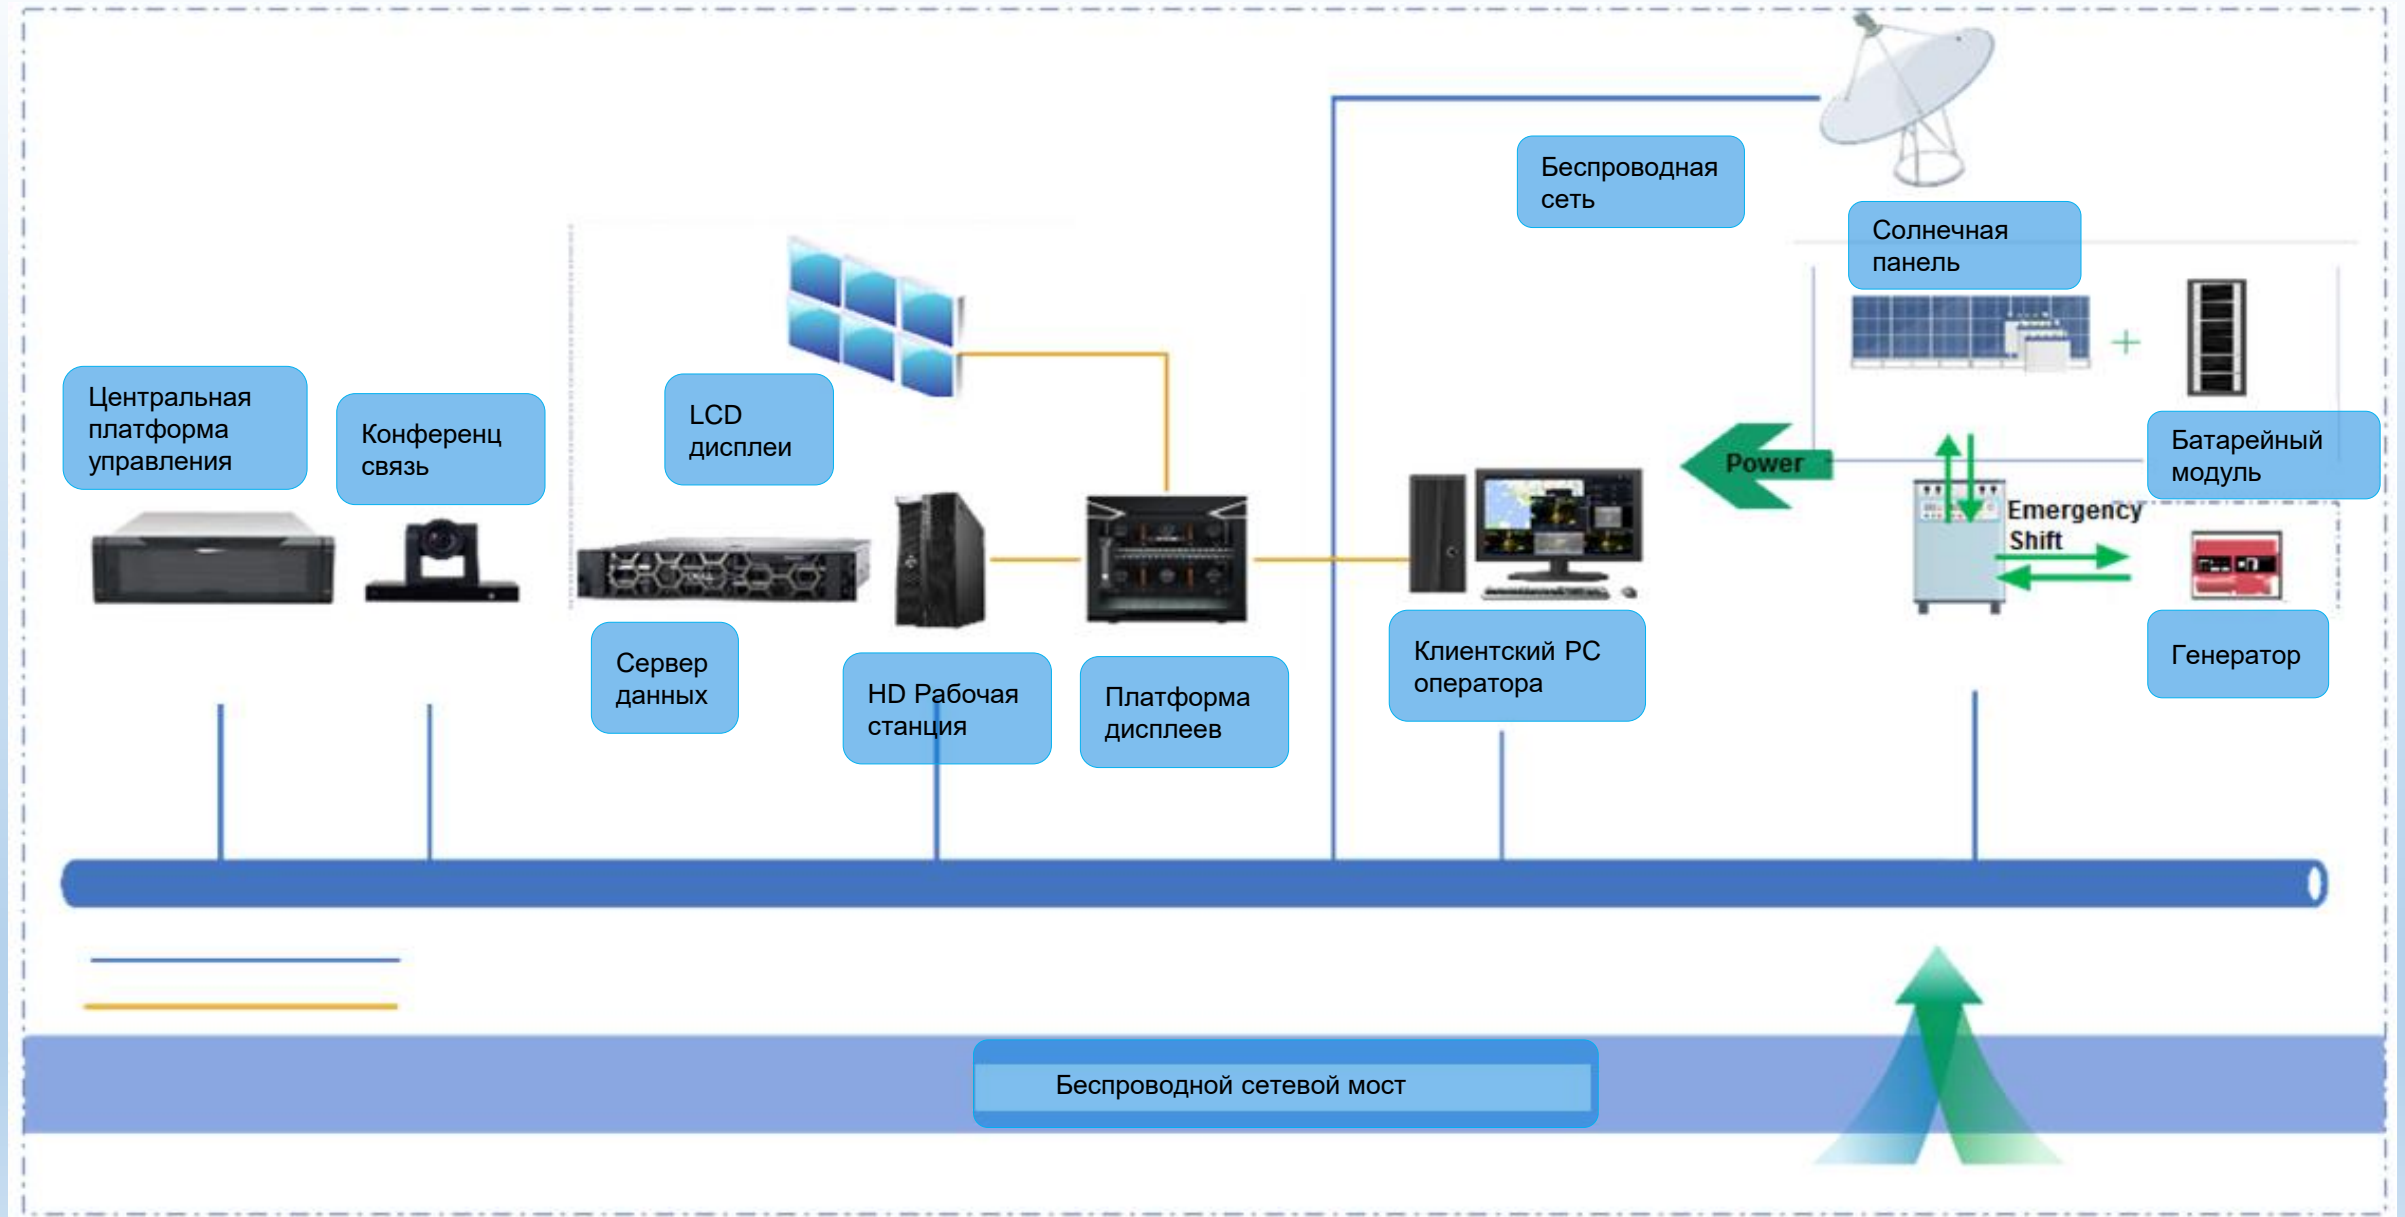 Беспроводная
сеть
Солнечная
панель
Центральная
платформа
управления
Конференц
связь
LCD
дисплеи
Power
Батарейный
модуль
Emergency
Shift
Сервер
данных
HD Рабочая
станция
Платформа
дисплеев
Клиентский PC
оператора
Генератор
Беспроводной сетевой мост